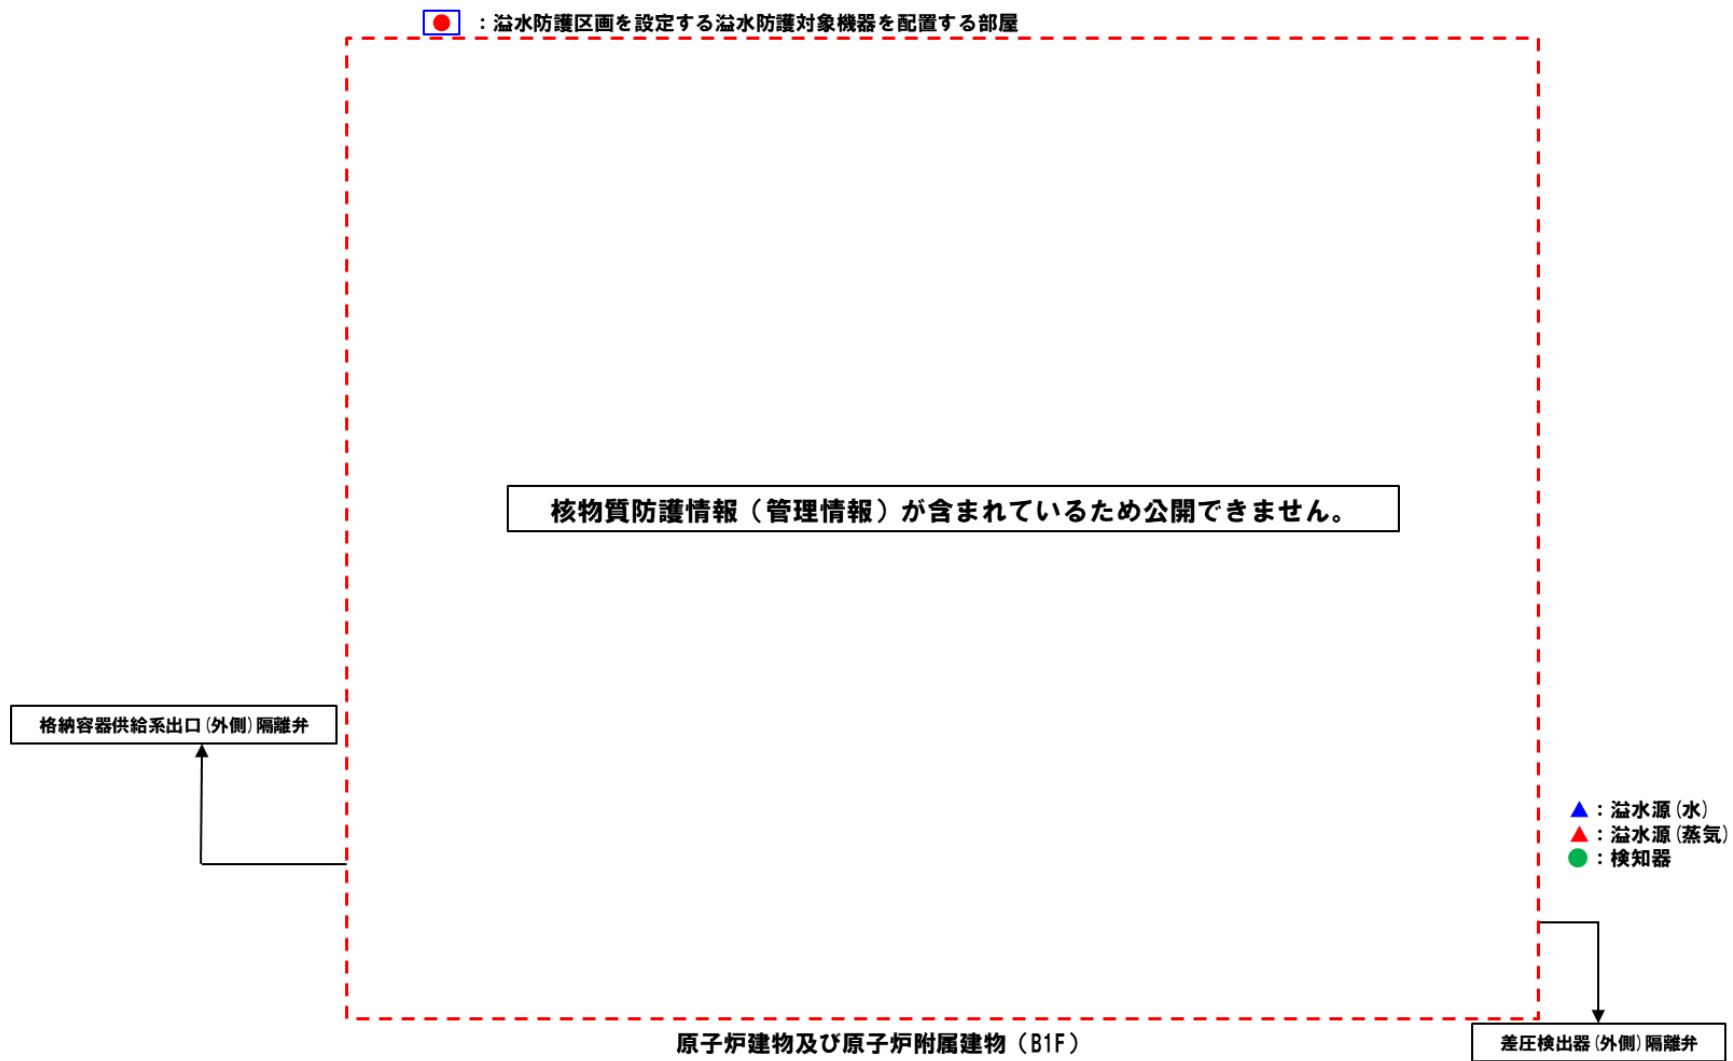 ：溢水防護区画を設定する溢水防護対象機器を配置する部屋
核物質防護情報（管理情報）が含まれているため公開できません。
格納容器供給系出口(外側)隔離弁
▲：溢水源(水)
▲：溢水源(蒸気)
●：検知器
原子炉建物及び原子炉附属建物（B1F）
差圧検出器(外側)隔離弁